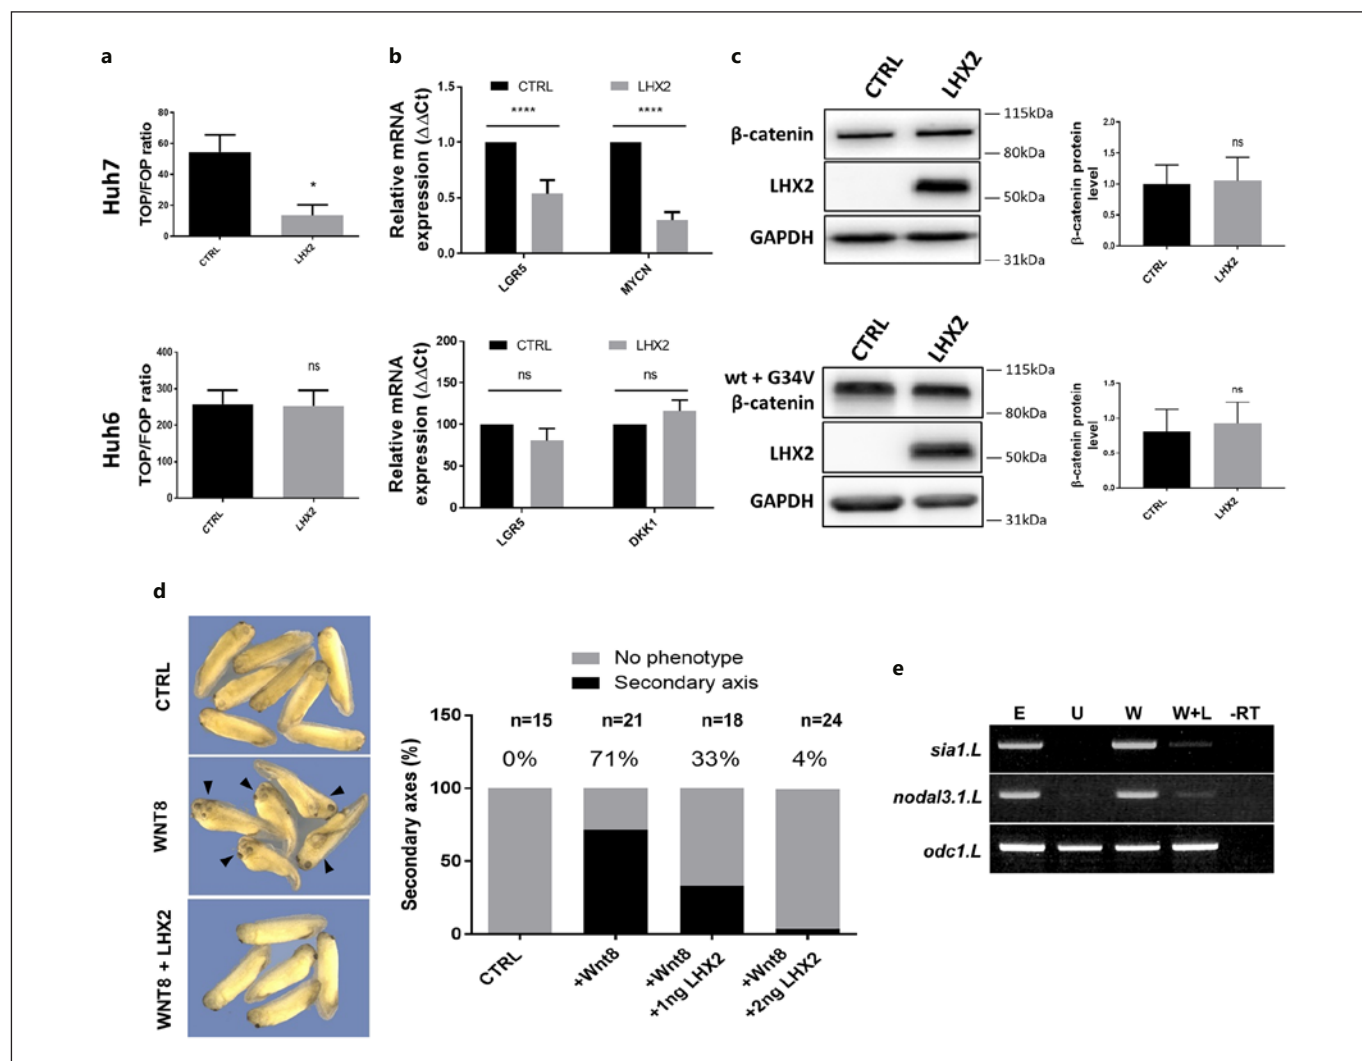 a
Huh7
TOP/FOP ratio
80
60
40
20
0
*
CTRL
LHX2
Huh6
TOP/FOP ratio
400
300
200
100
0
ns
CTRL
LHX2
b
CTRL
LHX2
Relative mRNA
expression (ΔΔCt)
1.5
1.0
0.5
0.0
****
****
LGR5
MYCN
CTRL
LHX2
Relative mRNA
expression (ΔΔCt)
200
150
100
50
0
ns
ns
LGR5
DKK1
c
CTRL
LHX2
β-catenin
LHX2
GAPDH
115kDa
80kDa
50kDa
31kDa
β-catenin protein
level
2.0
1.5
1.0
0.5
0.0
ns
CTRL
LHX2
CTRL
LHX2
wt + G34V
β-catenin
LHX2
GAPDH
115kDa
80kDa
50kDa
31kDa
β-catenin protein
level
1.5
1.0
0.5
0.0
ns
CTRL
LHX2
d
CTRL
WNT8
WNT8 + LHX2
No phenotype
Secondary axis
Secondary axes (%)
150
100
50
0
n=15
n=21
n=18
n=24
0%
71%
33%
4%
CTRL
+Wnt8
+Wnt8
+1ng LHX2
+Wnt8
+2ng LHX2
e
E
U
W
W+L
-RT
sia1.L
nodal3.1.L
odc1.L